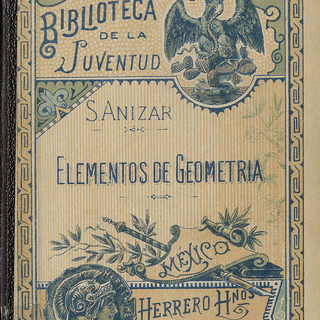 BIBLIOTECA
DE LA
JUVENTUD
S. ANIZAR
ELEMENTOS DE GEOMETRIA
MEXICO
HERRERO HNOS